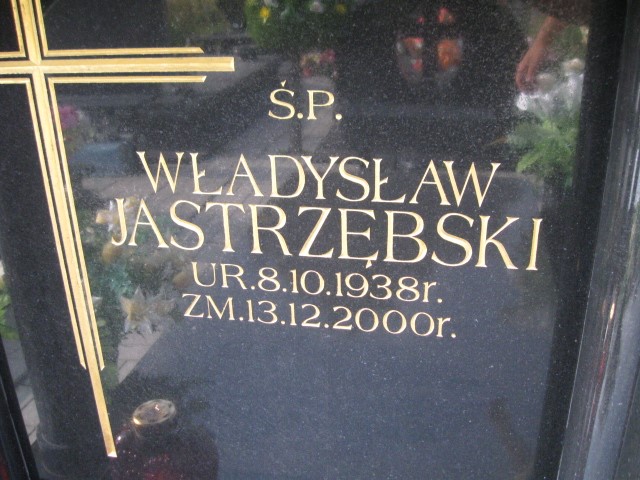 Ś.P.
WŁADYSŁAW
JASTRZĘBSKI
UR.8.10.1938r.
ZM.13.12.2000r.